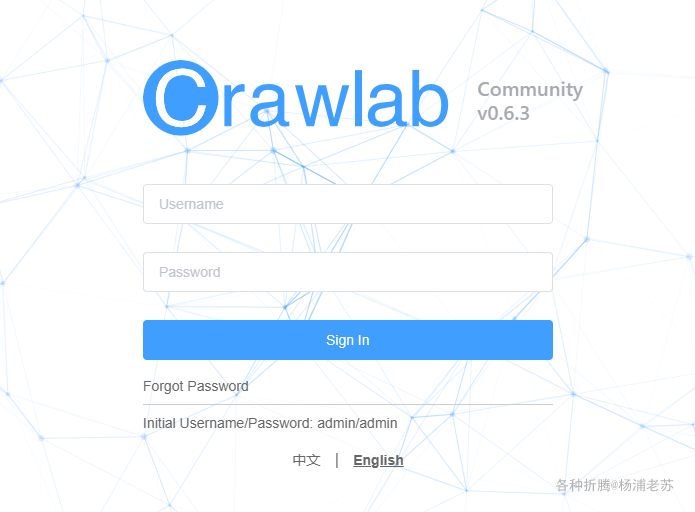 Crawlab
Community
v0.6.3
Username
Password
Sign In
Forgot Password
Initial Username/Password: admin/admin
中文 | English
各种折腾@杨浦老苏